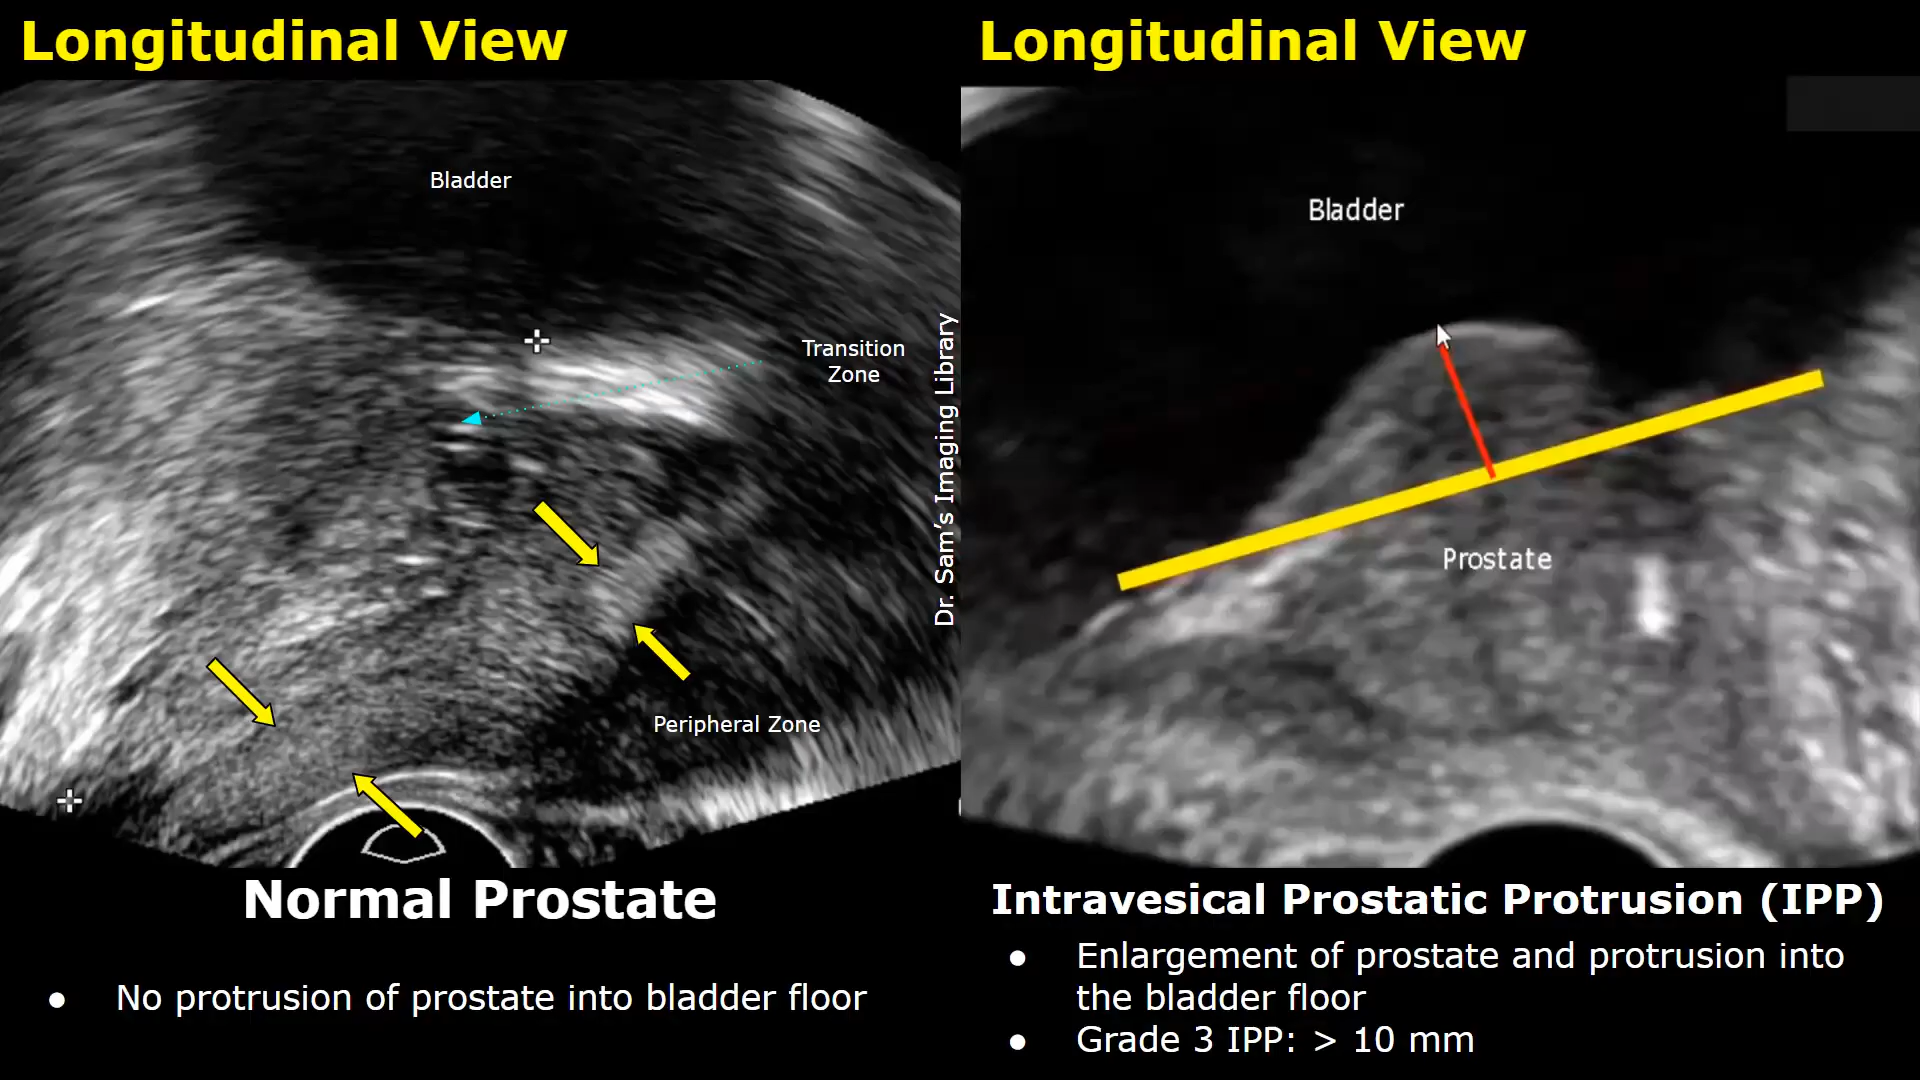 Longitudinal View
Bladder
Transition
Zone
Peripheral Zone
Normal Prostate
● No protrusion of prostate into bladder floor
Dr. Sam’s Imaging Library
Longitudinal View
Bladder
Prostate
Intravesical Prostatic Protrusion (IPP)
● Enlargement of prostate and protrusion into
the bladder floor
● Grade 3 IPP: > 10 mm